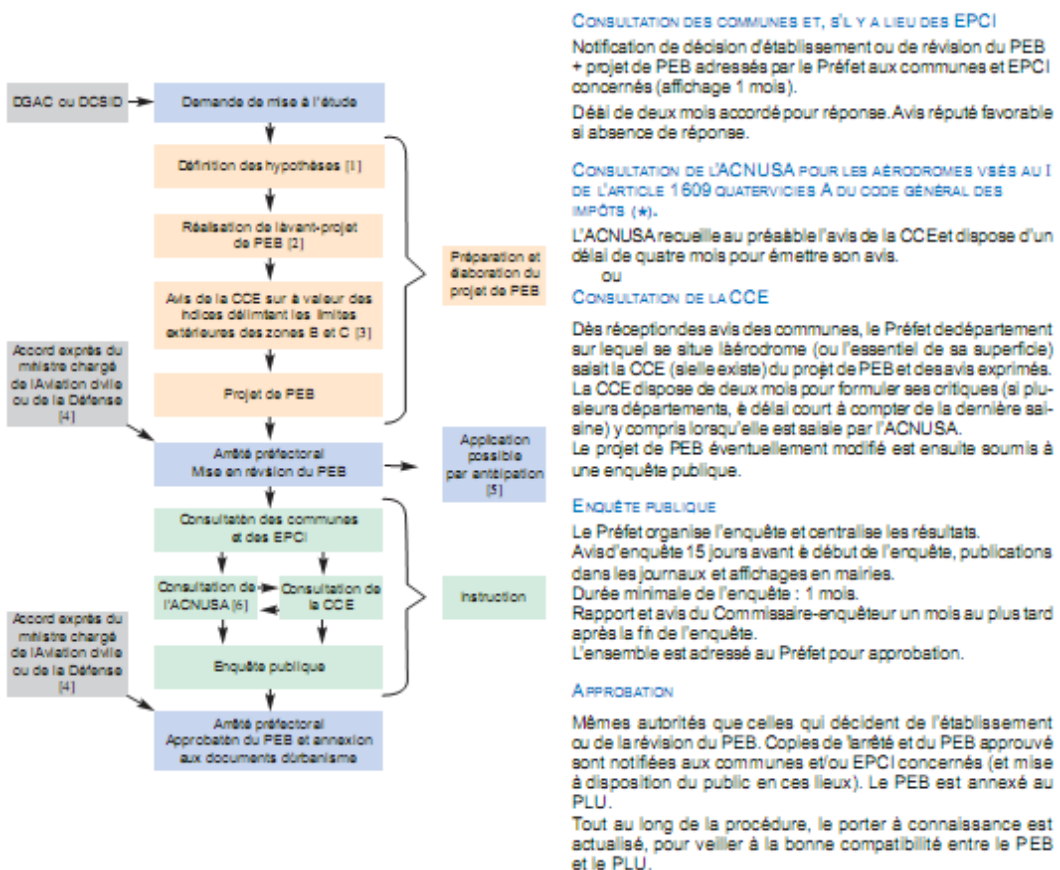 DGAC ou DCSID
Demande de mise à l'étude
Définition des hypothèses [1]
Réalisation de làvant-projet
de PEB [2]
Avis de la CCE sur à valeur des
indices délimitant les limites
extérieures des zones B et C [3]
Projet de PEB
Préparation et
élaboration du
projet de PEB
Accord exprès du
ministre chargé
de lAviation civile
ou de la Défense
[4]
Arrêté préfectoral
Mise en révision du PEB
Application
possible
par anticipation
[5]
Consultation des communes
et des EPCI
Consultation de
l'ACNUSA [6]
Consultation de
la CCE
Enquête publique
Instruction
Accord exprès du
ministre chargé
de lAviation civile
ou de la Défense
[4]
Arrêté préfectoral
Approbation du PEB et annexion
aux documents dùrbanisme
CONSULTATION DES COMMUNES ET, S'IL Y A LIEU DES EPCI
Notification de décision d'établissement ou de révision du PEB
+ projet de PEB adressés par le Préfet aux communes et EPCI
concernés (affichage 1 mois).
Déài de deux mois accordé pour réponse. Avis réputé favorable
si absence de réponse.
CONSULTATION DE L'ACNUSA POUR LES AÉRODROMES VISÉS AU I
DE L'ARTICLE 1609 QUATERVICIES A DU CODE GÉNÉRAL DES
IMPÔTS (*).
L'ACNUSA recueille au préaàble l'avis de la CCE et dispose d'un
délai de quatre mois pour émettre son avis.
ou
CONSULTATION DE LA CCE
Dès réception des avis des communes, le Préfet de département
sur lequel se situe làérodrome (ou l'essentiel de sa superficie)
saisit la CCE (si elle existe) du projet de PEB et des avis exprimés.
La CCE dispose de deux mois pour formuler ses critiques (si plu-
sieurs départements, è délai court à compter de la dernière sai-
sine) y compris lorsqu'elle est saisie par l'ACNUSA.
Le projet de PEB éventuellement modifié est ensuite soumis à
une enquête publique.
ENQUÊTE PUBLIQUE
Le Préfet organise l'enquête et centralise les résultats.
Avis d'enquête 15 jours avant è début de l'enquête, publications
dans les journaux et affichages en mairies.
Durée minimale de l'enquête : 1 mois.
Rapport et avis du Commissaire-enquêteur un mois au plus tard
après la fin de l'enquête.
L'ensemble est adressé au Préfet pour approbation.
APPROBATION
Mêmes autorités que celles qui décident de l'établissement
ou de la révision du PEB. Copies de làrrêté et du PEB approuvé
sont notifiées aux communes et/ou EPCI concernés (et mise
à disposition du public en ces lieux). Le PEB est annexé au
PLU.
Tout au long de la procédure, le porter à connaissance est
actualisé, pour veiller à la bonne compatibilité entre le PEB
et le PLU.